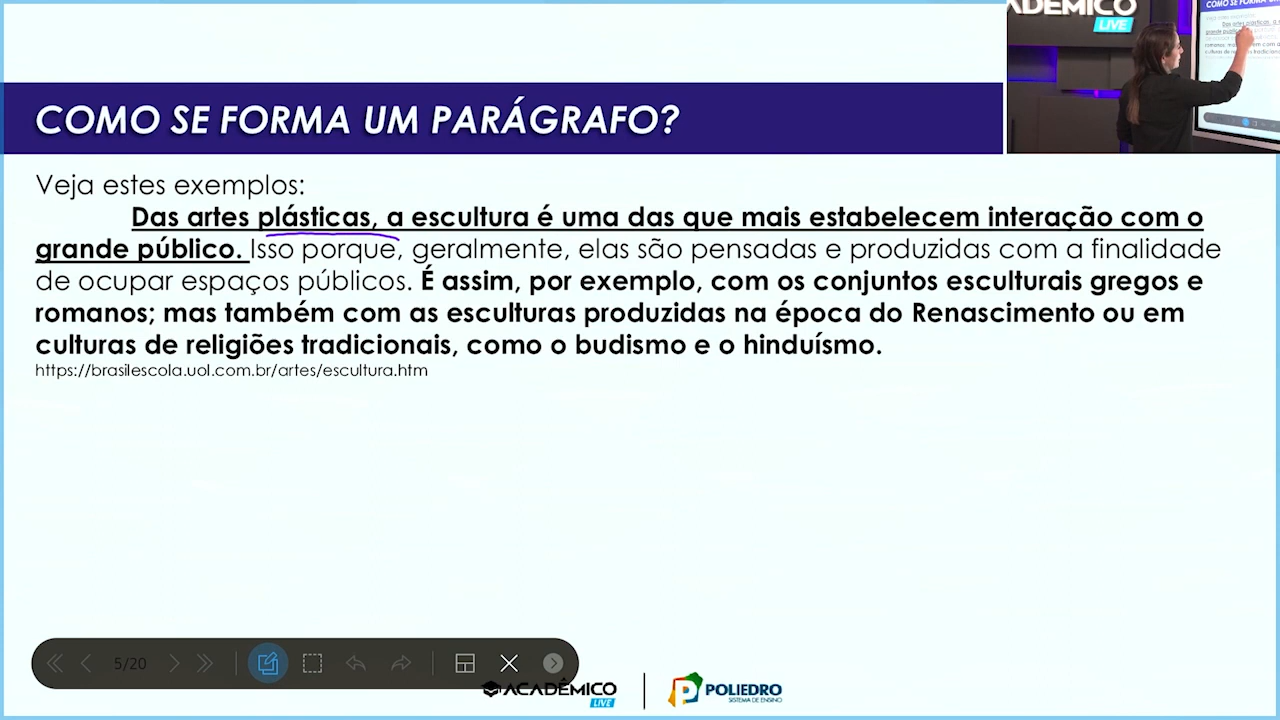 ADÊMICO
LIVE
COMO SE FORMA UM PARÁGRAFO?
Veja estes exemplos:
Das artes plásticas, a escultura é uma das que mais estabelecem interação com o
grande público. Isso porque, geralmente, elas são pensadas e produzidas com a finalidade
de ocupar espaços públicos. É assim, por exemplo, com os conjuntos esculturais gregos e
romanos; mas também com as esculturas produzidas na época do Renascimento ou em
culturas de religiões tradicionais, como o budismo e o hinduísmo.
https://brasilescola.uol.com.br/artes/escultura.htm
5/20
ACADÊMICO
LIVE
POLIEDRO
SISTEMA DE ENSINO